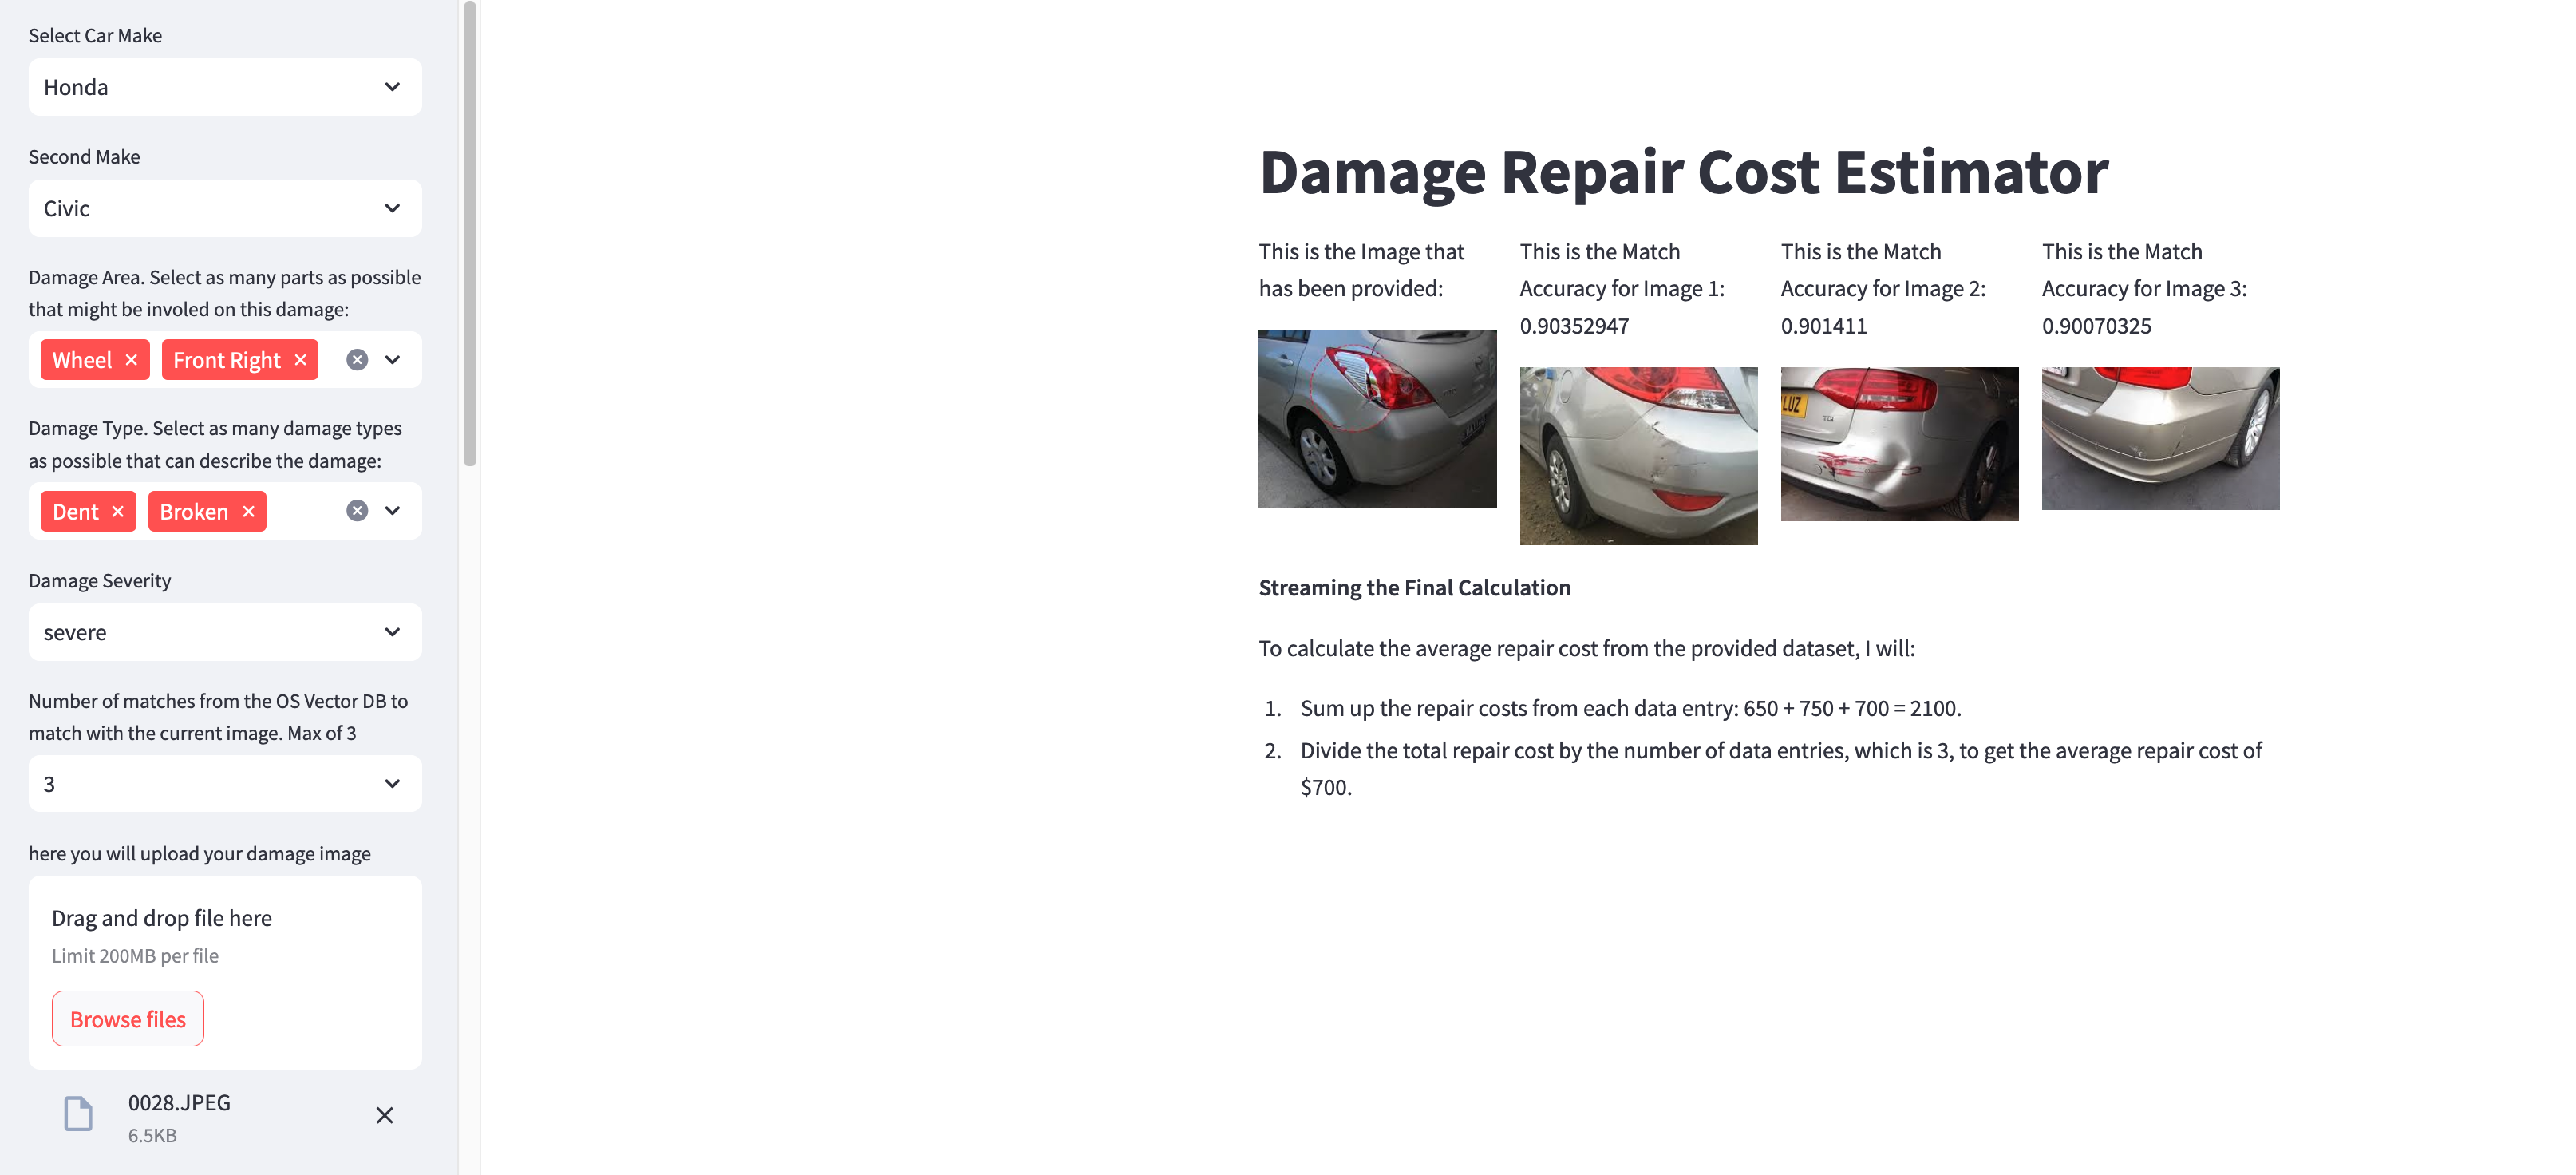 Select Car Make
Honda
Second Make
Civic
Damage Area. Select as many parts as possible
that might be involed on this damage:
Wheel × Front Right ×
Damage Type. Select as many damage types
as possible that can describe the damage:
Dent × Broken ×
Damage Severity
severe
Number of matches from the OS Vector DB to
match with the current image. Max of 3
3
here you will upload your damage image
Drag and drop file here
Limit 200MB per file
Browse files
0028.JPEG
6.5KB
Damage Repair Cost Estimator
This is the Image that
has been provided:
This is the Match
Accuracy for Image 1:
0.90352947
This is the Match
Accuracy for Image 2:
0.901411
LUZ
TDI
This is the Match
Accuracy for Image 3:
0.90070325
Streaming the Final Calculation
To calculate the average repair cost from the provided dataset, I will:
1. Sum up the repair costs from each data entry: 650 + 750 + 700 = 2100.
2. Divide the total repair cost by the number of data entries, which is 3, to get the average repair cost of
$700.